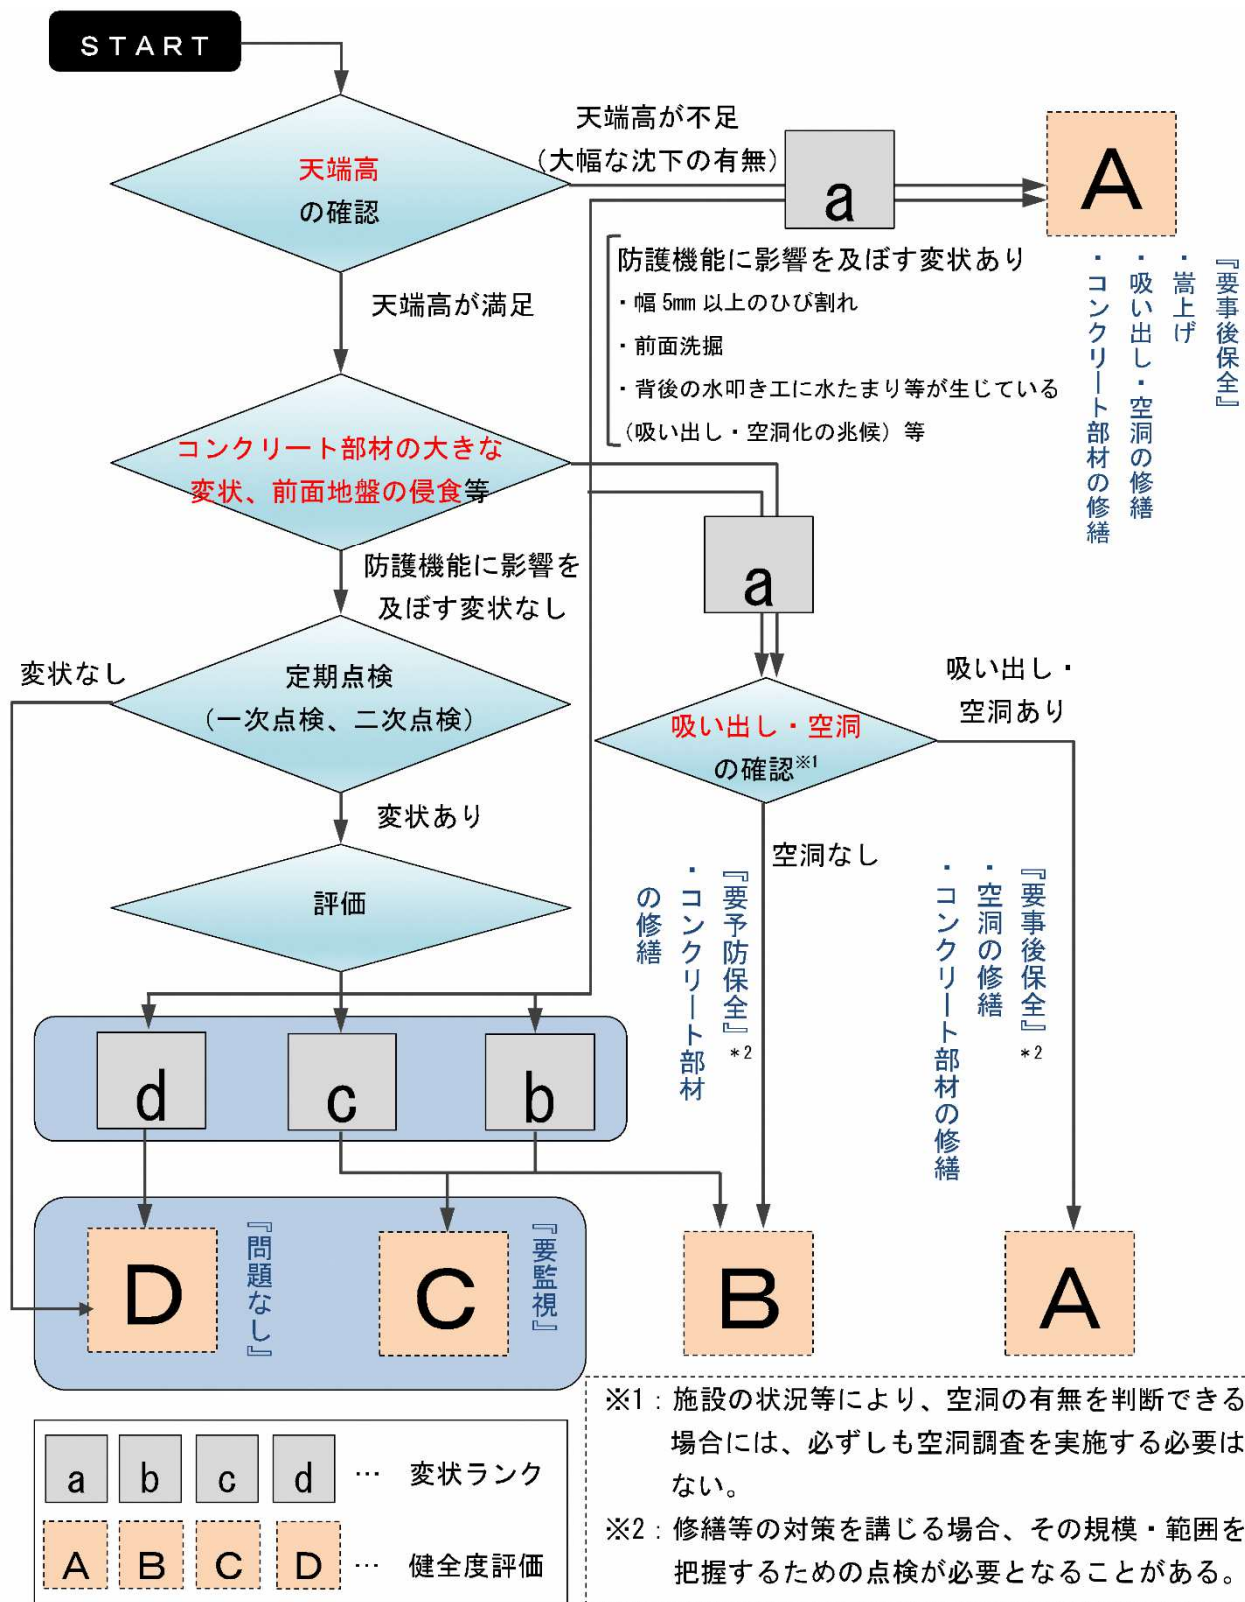 START
天端高
の確認
天端高が不足
（大幅な沈下の有無）
a
A
『要事後保全』
・嵩上げ
・吸い出し・空洞の修繕
・コンクリート部材の修繕
防護機能に影響を及ぼす変状あり
・幅5mm以上のひび割れ
・前面洗掘
・背後の水叩き工に水たまり等が生じている
（吸い出し・空洞化の兆候）等
天端高が満足
コンクリート部材の大きな
変状、前面地盤の侵食等
a
防護機能に影響を
及ぼす変状なし
変状なし
定期点検
（一次点検、二次点検）
吸い出し・空洞
の確認※1
吸い出し・
空洞あり
変状あり
空洞なし
評価
『要予防保全』*2
・コンクリート部材
の修繕
『要事後保全』*2
・空洞の修繕
・コンクリート部材の修繕
d
c
b
D
『問題なし』
C
『要監視』
B
A
a b c d … 変状ランク
A B C D … 健全度評価
※1：施設の状況等により、空洞の有無を判断できる
場合には、必ずしも空洞調査を実施する必要は
ない。
※2：修繕等の対策を講じる場合、その規模・範囲を
把握するための点検が必要となることがある。